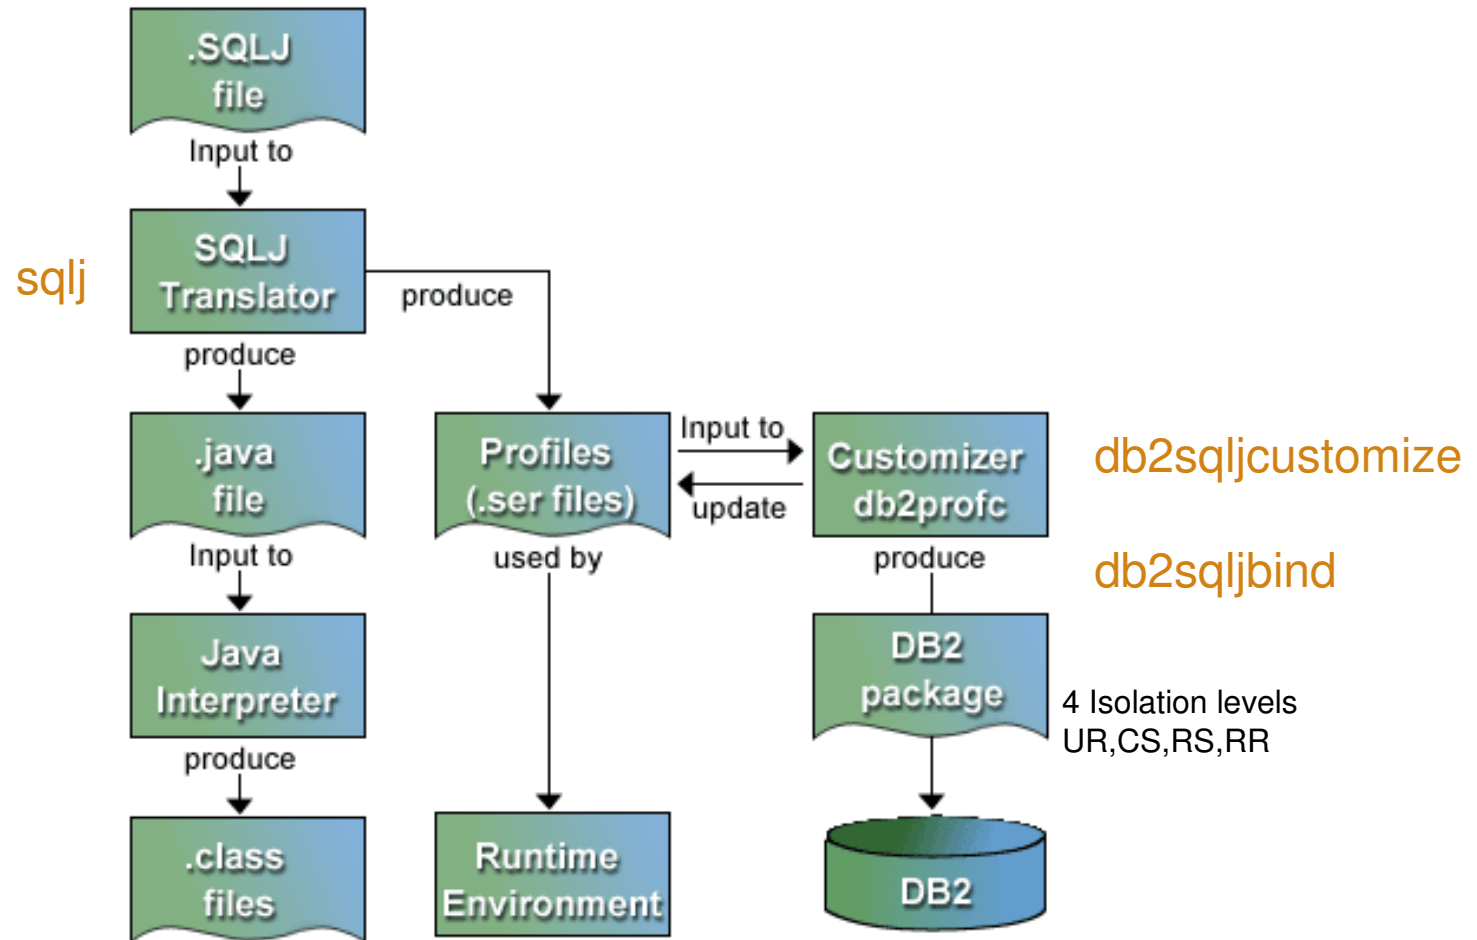 .SQLJ
file
Input to
sqlj
SQLJ
Translator
produce
produce
.java
file
Profiles
(.ser files)
Input to
update
Customizer
db2profc
db2sqljcustomize
Input to
used by
produce
db2sqljbind
Java
Interpreter
DB2
package
4 Isolation levels
UR,CS,RS,RR
produce
.class
files
Runtime
Environment
DB2